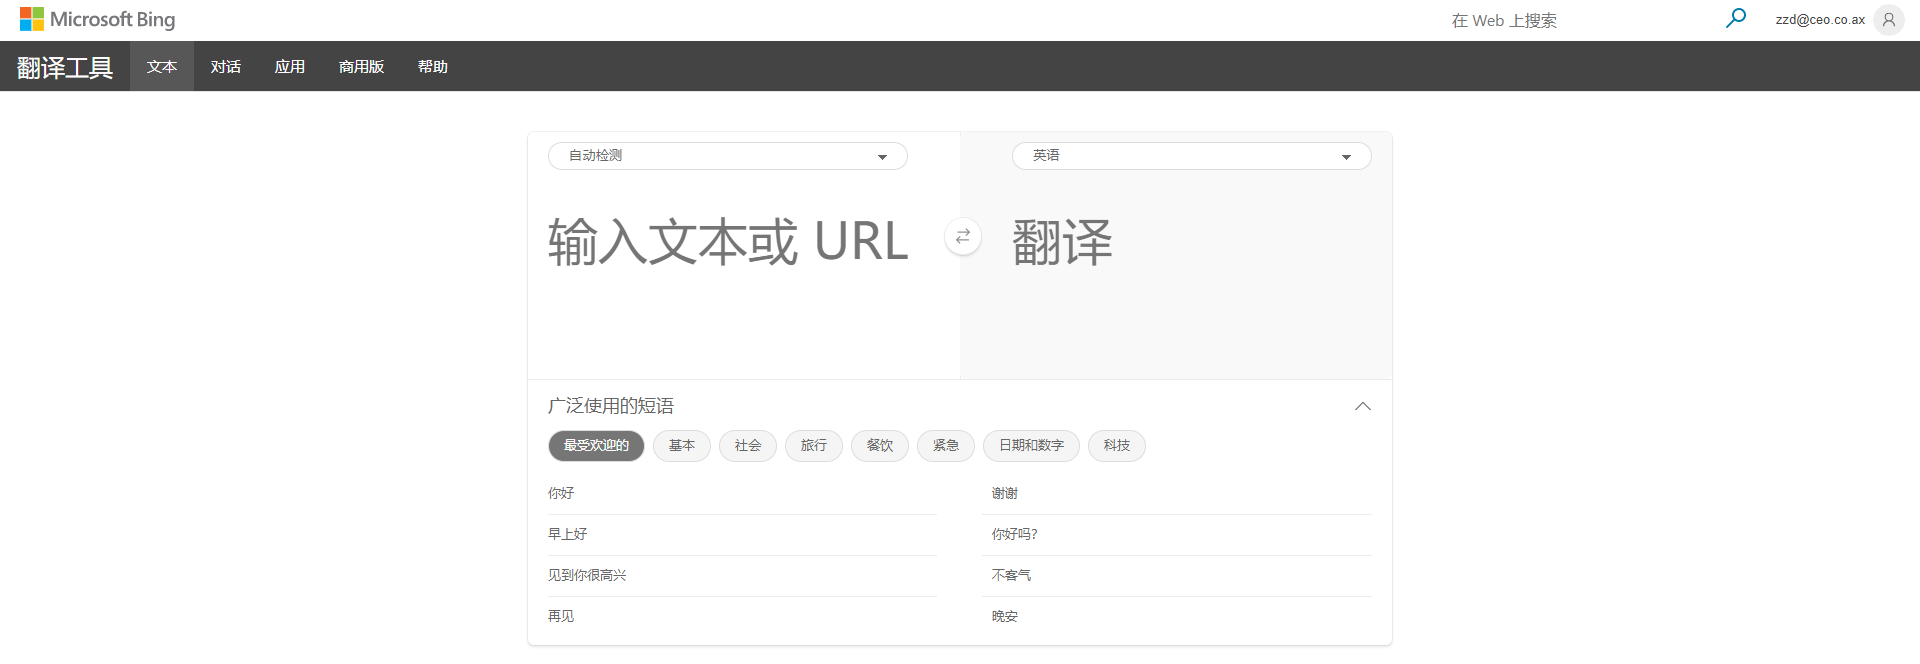 Microsoft Bing
在 Web 上搜索
zzd@ceo.co.ax
翻译工具
文本
对话
应用
商用版
帮助
自动检测
英语
输入文本或 URL
翻译
广泛使用的短语
最受欢迎的
基本
社会
旅行
餐饮
紧急
日期和数字
科技
你好
谢谢
早上好
你好吗?
见到你很高兴
不客气
再见
晚安